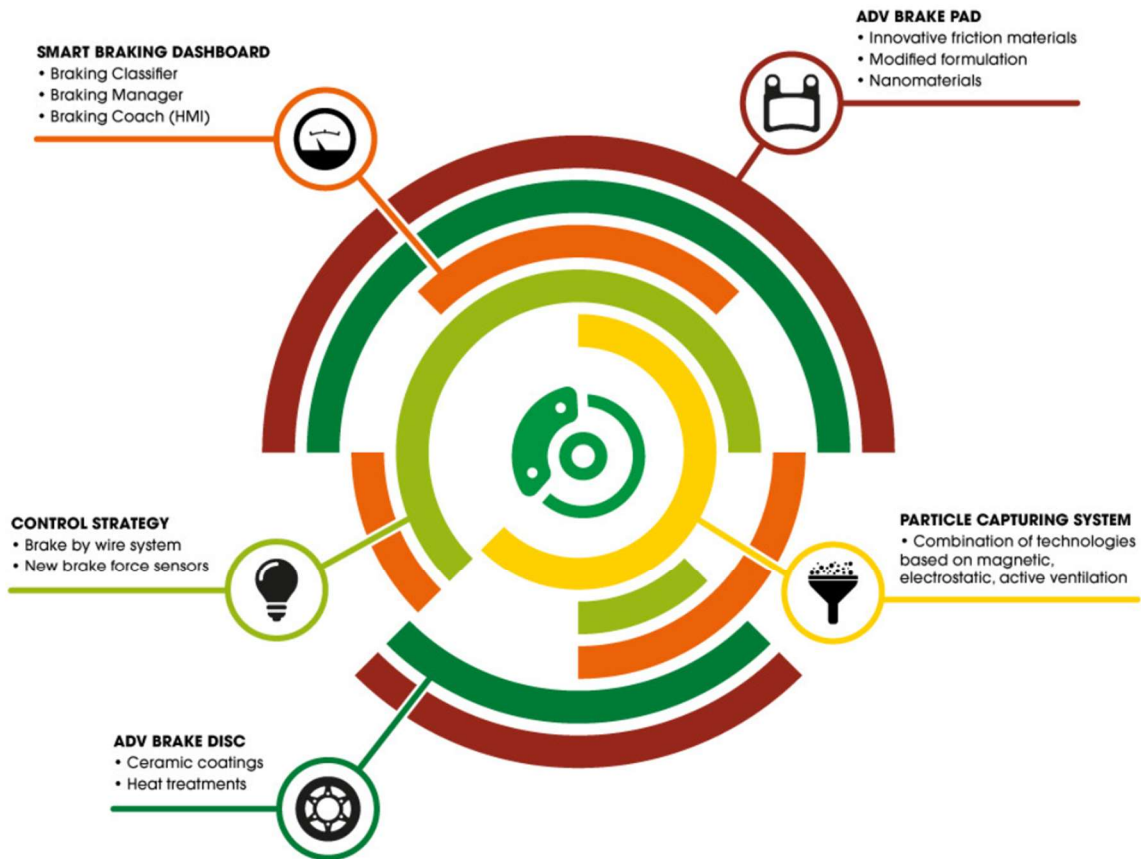 SMART BRAKING DASHBOARD
• Braking Classifier
• Braking Manager
• Braking Coach (HMI)
ADV BRAKE PAD
• Innovative friction materials
• Modified formulation
• Nanomaterials
CONTROL STRATEGY
• Brake by wire system
• New brake force sensors
PARTICLE CAPTURING SYSTEM
• Combination of technologies
based on magnetic,
electrostatic, active ventilation
ADV BRAKE DISC
• Ceramic coatings
• Heat treatments